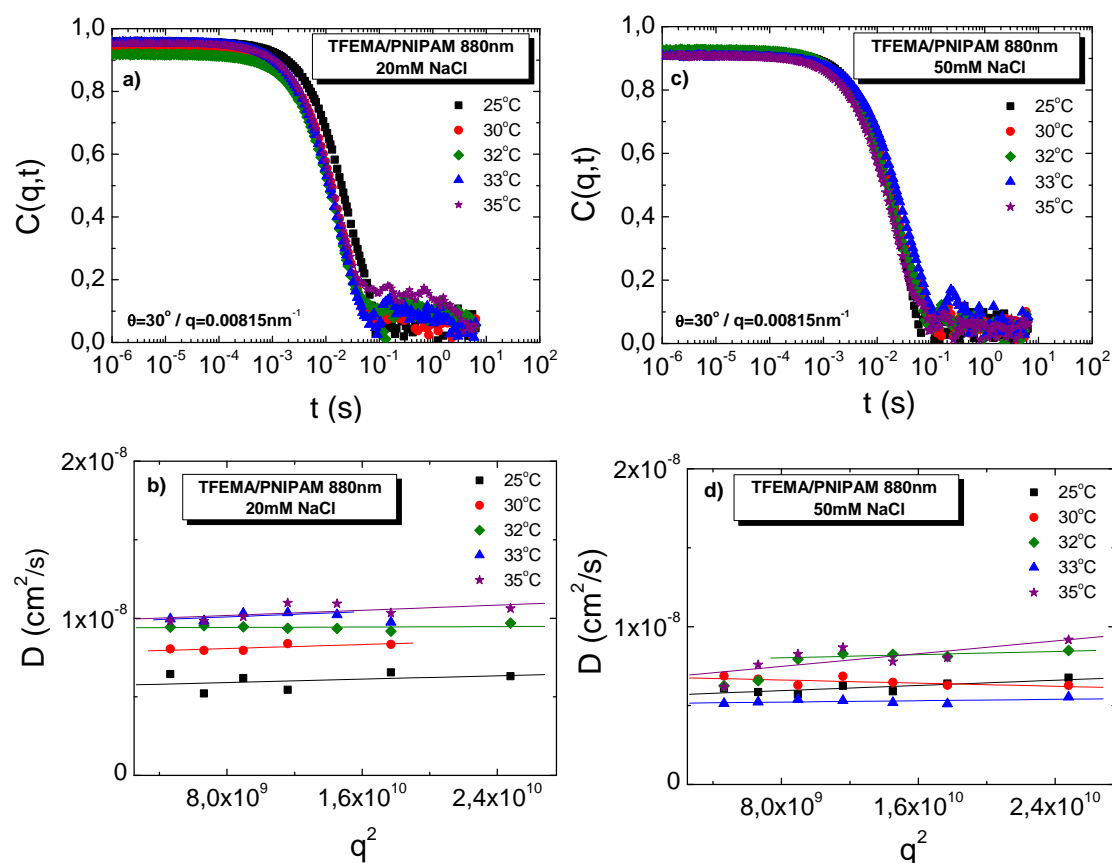 1,0
0,8
0,6
0,4
0,2
0,0
C(q,t)
a)
TFEMA/PNIPAM 880nm
20mM NaCl
25°C
30°C
32°C
33°C
35°C
θ=30° / q=0.00815nm⁻¹
10⁻⁶ 10⁻⁵ 10⁻⁴ 10⁻³ 10⁻² 10⁻¹ 10⁰ 10¹ 10²
t (s)
1,0
0,8
0,6
0,4
0,2
0,0
C(q,t)
c)
TFEMA/PNIPAM 880nm
50mM NaCl
25°C
30°C
32°C
33°C
35°C
θ=30° / q=0.00815nm⁻¹
10⁻⁶ 10⁻⁵ 10⁻⁴ 10⁻³ 10⁻² 10⁻¹ 10⁰ 10¹ 10²
t (s)
2x10⁻⁸
1x10⁻⁸
0
D (cm²/s)
b)
TFEMA/PNIPAM 880nm
20mM NaCl
25°C
30°C
32°C
33°C
35°C
8,0x10⁹ 1,6x10¹⁰ 2,4x10¹⁰
q²
2x10⁻⁸
1x10⁻⁸
0
D (cm²/s)
d)
TFEMA/PNIPAM 880nm
50mM NaCl
25°C
30°C
32°C
33°C
35°C
8,0x10⁹ 1,6x10¹⁰ 2,4x10¹⁰
q²